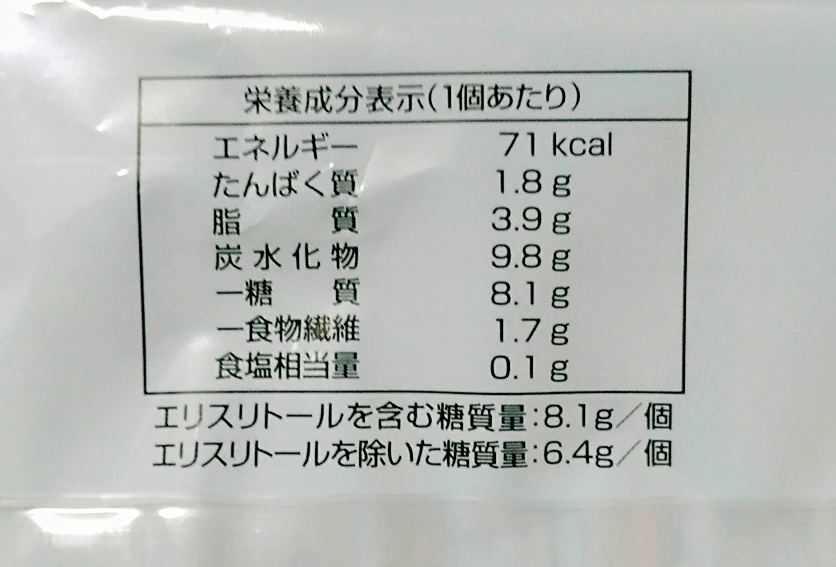 栄養成分表示(1個あたり)
エネルギー 71 kcal
たんぱく質 1.8 g
脂質 3.9 g
炭水化物 9.8 g
ー糖質 8.1 g
ー食物繊維 1.7 g
食塩相当量 0.1 g
エリスリトールを含む糖質量:8.1g/個
エリスリトールを除いた糖質量:6.4g/個